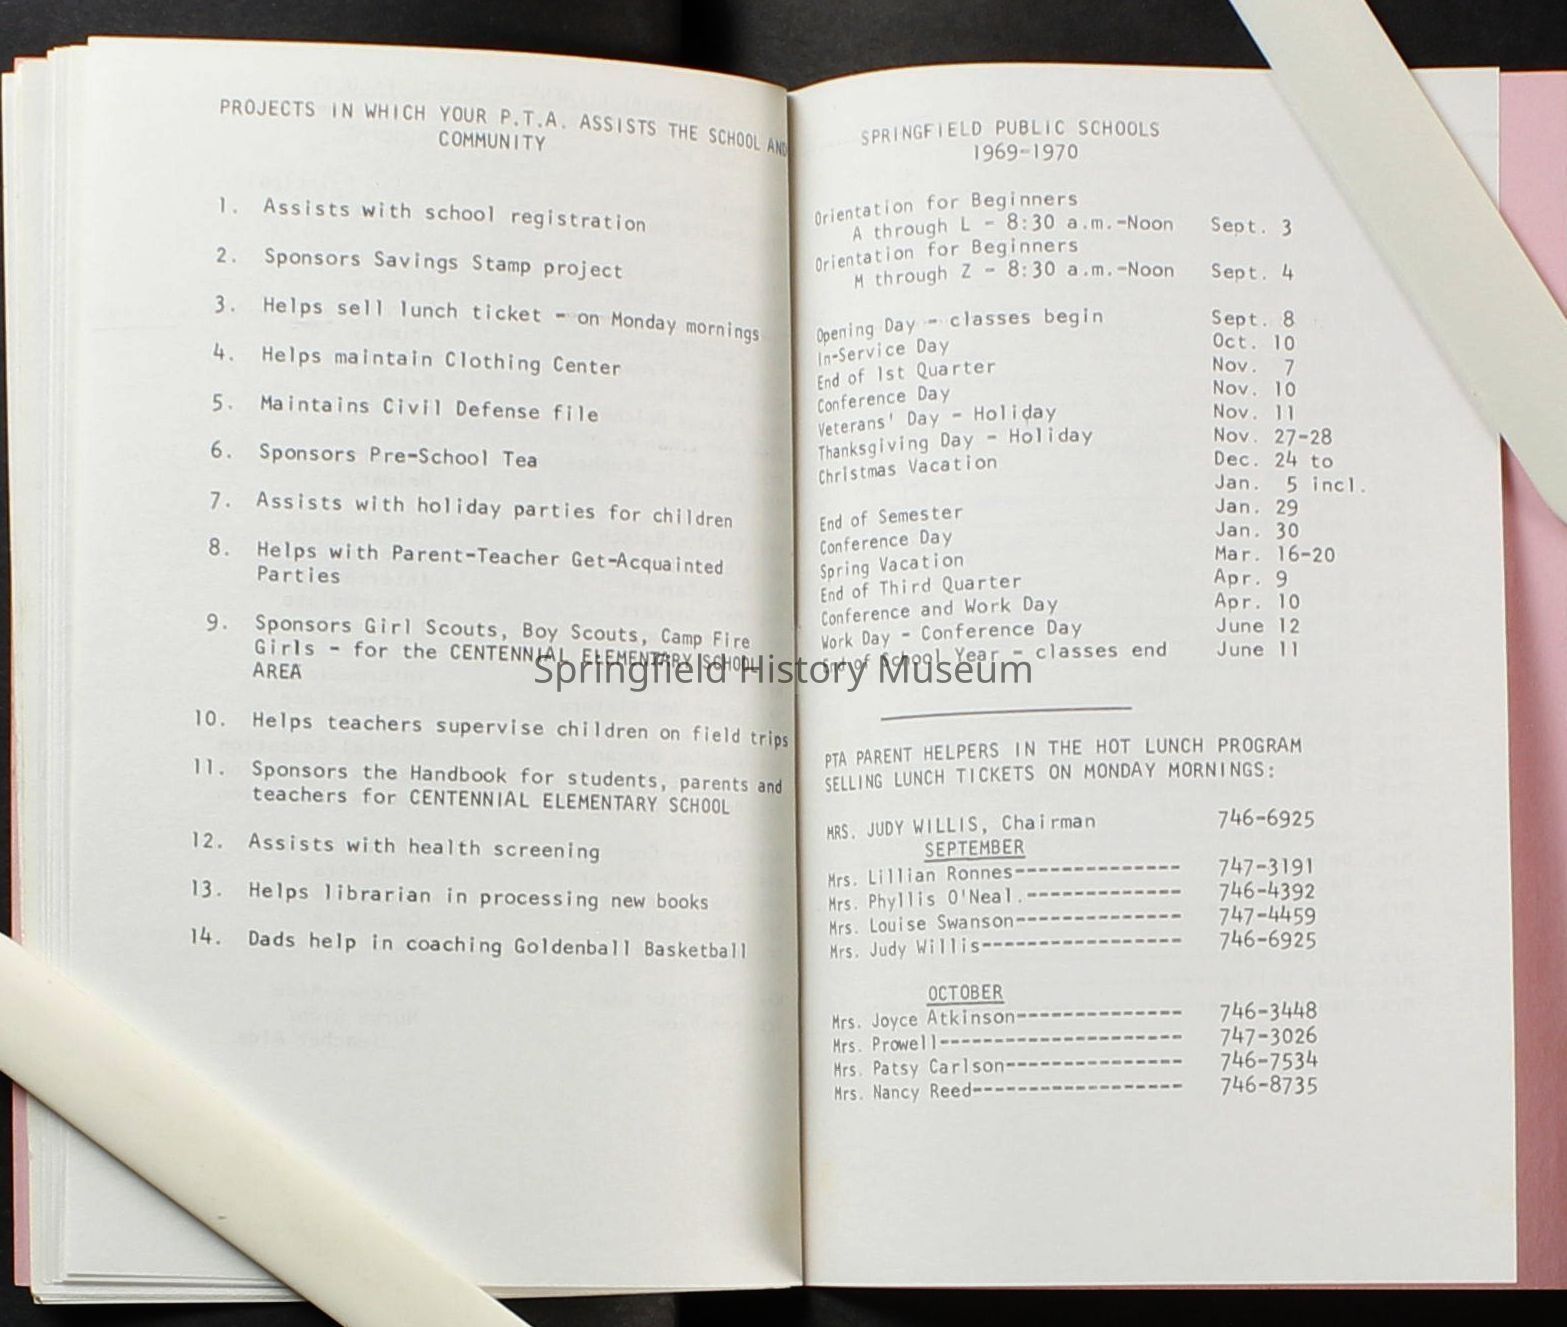 PROJECTS IN WHICH YOUR P.T.A. ASSISTS THE SCHOOL AND
COMMUNITY
1. Assists with school registration
2. Sponsors Savings Stamp project
3. Helps sell lunch ticket - on Monday mornings
4. Helps maintain Clothing Center
5. Maintains Civil Defense file
6. Sponsors Pre-School Tea
7. Assists with holiday parties for children
8. Helps with Parent-Teacher Get-Acquainted
Parties
9. Sponsors Girl Scouts, Boy Scouts, Camp Fire
Girls - for the CENTENNIAL ELEMENTARY SCHOOL
AREA
10. Helps teachers supervise children on field trips
11. Sponsors the Handbook for students, parents and
teachers for CENTENNIAL ELEMENTARY SCHOOL
12. Assists with health screening
13. Helps librarian in processing new books
14. Dads help in coaching Goldenball Basketball
SPRINGFIELD PUBLIC SCHOOLS
1969-1970
Orientation for Beginners
A through L - 8:30 a.m.-Noon Sept. 3
Orientation for Beginners
M through Z - 8:30 a.m.-Noon Sept. 4
Opening Day - classes begin Sept. 8
In-Service Day Oct. 10
End of 1st Quarter Nov. 7
Conference Day Nov. 10
Veterans' Day - Holiday Nov. 11
Thanksgiving Day - Holiday Nov. 27-28
Christmas Vacation Dec. 24 to
Jan. 5 incl.
End of Semester Jan. 29
Conference Day Jan. 30
Spring Vacation Mar. 16-20
End of Third Quarter Apr. 9
Conference and Work Day Apr. 10
Work Day - Conference Day June 12
End of School Year - classes end June 11
Springfield History Museum
PTA PARENT HELPERS IN THE HOT LUNCH PROGRAM
SELLING LUNCH TICKETS ON MONDAY MORNINGS:
MRS. JUDY WILLIS, Chairman 746-6925
SEPTEMBER
Mrs. Lillian Ronnes-------------- 747-3191
Mrs. Phyllis O'Neal.------------- 746-4392
Mrs. Louise Swanson-------------- 747-4459
Mrs. Judy Willis----------------- 746-6925
OCTOBER
Mrs. Joyce Atkinson-------------- 746-3448
Mrs. Prowell--------------------- 747-3026
Mrs. Patsy Carlson--------------- 746-7534
Mrs. Nancy Reed------------------ 746-8735